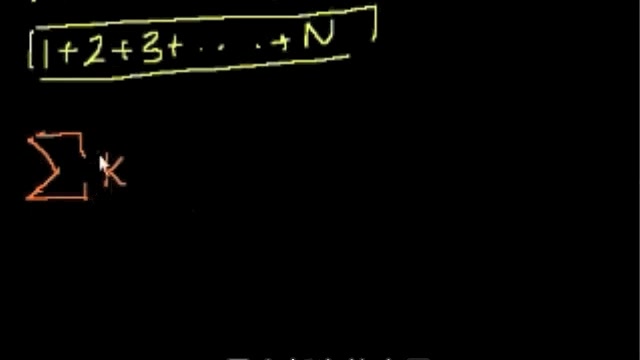 1+2+3+ . . . . + N
∑ K